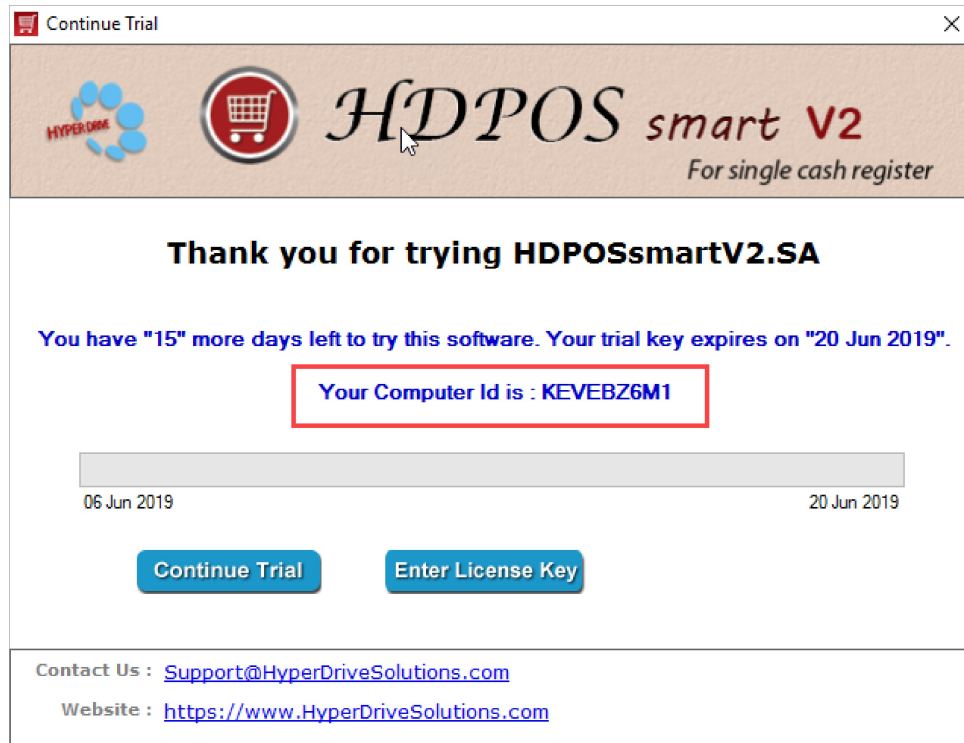 Continue Trial
HYPER DRIVE
HDPOS smart V2
For single cash register
Thank you for trying HDPOSsmartV2.SA
You have "15" more days left to try this software. Your trial key expires on "20 Jun 2019".
Your Computer Id is : KEVEBZ6M1
06 Jun 2019 20 Jun 2019
Continue Trial Enter License Key
Contact Us : Support@HyperDriveSolutions.com
Website : https://www.HyperDriveSolutions.com